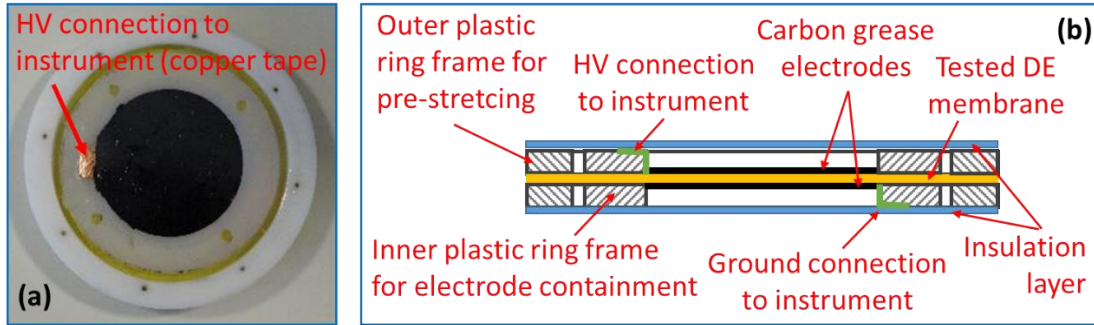 HV connection to
instrument (copper tape)
(a)
Outer plastic
ring frame for
pre-stretcing
HV connection
to instrument
Carbon grease
electrodes
Tested DE
membrane
(b)
Inner plastic ring frame
for electrode containment
Ground connection
to instrument
Insulation
layer